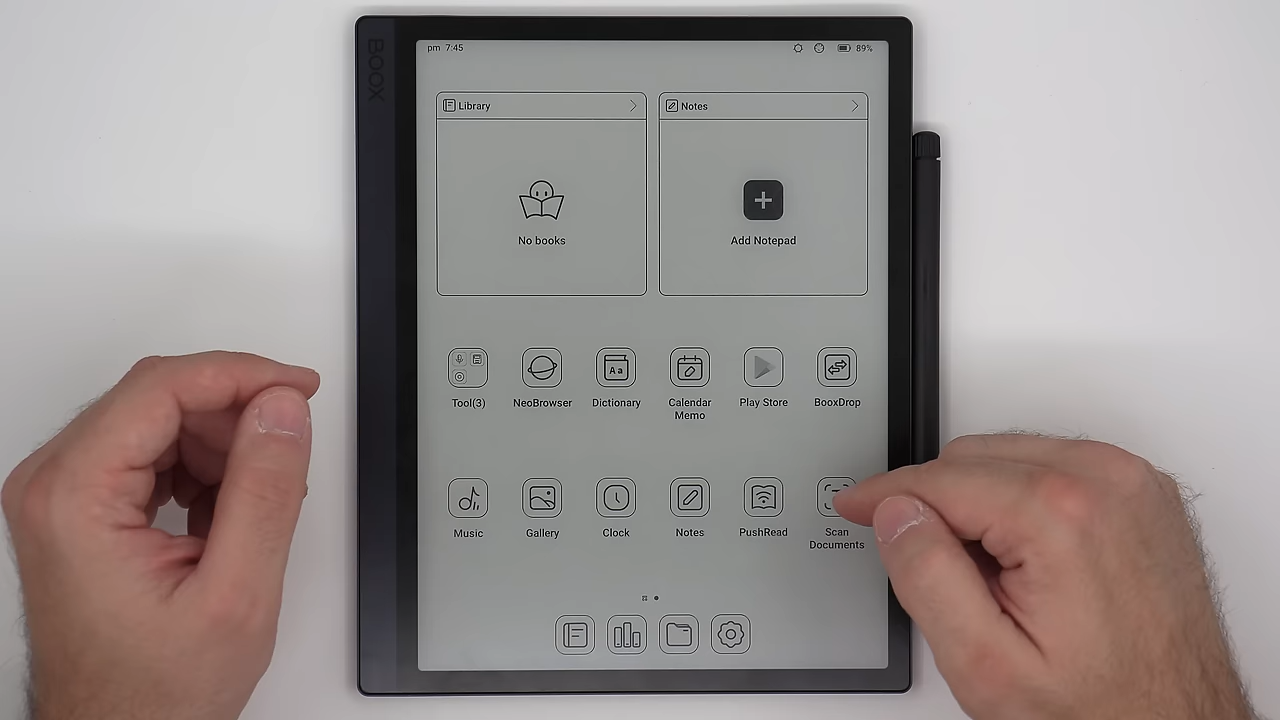 BOOX
pm 7:45
89%
Library
Notes
No books
Add Notepad
Aa
Tool(3)
NeoBrowser
Dictionary
Calendar
Memo
Play Store
BooxDrop
Music
Gallery
Clock
Notes
PushRead
Scan
Documents